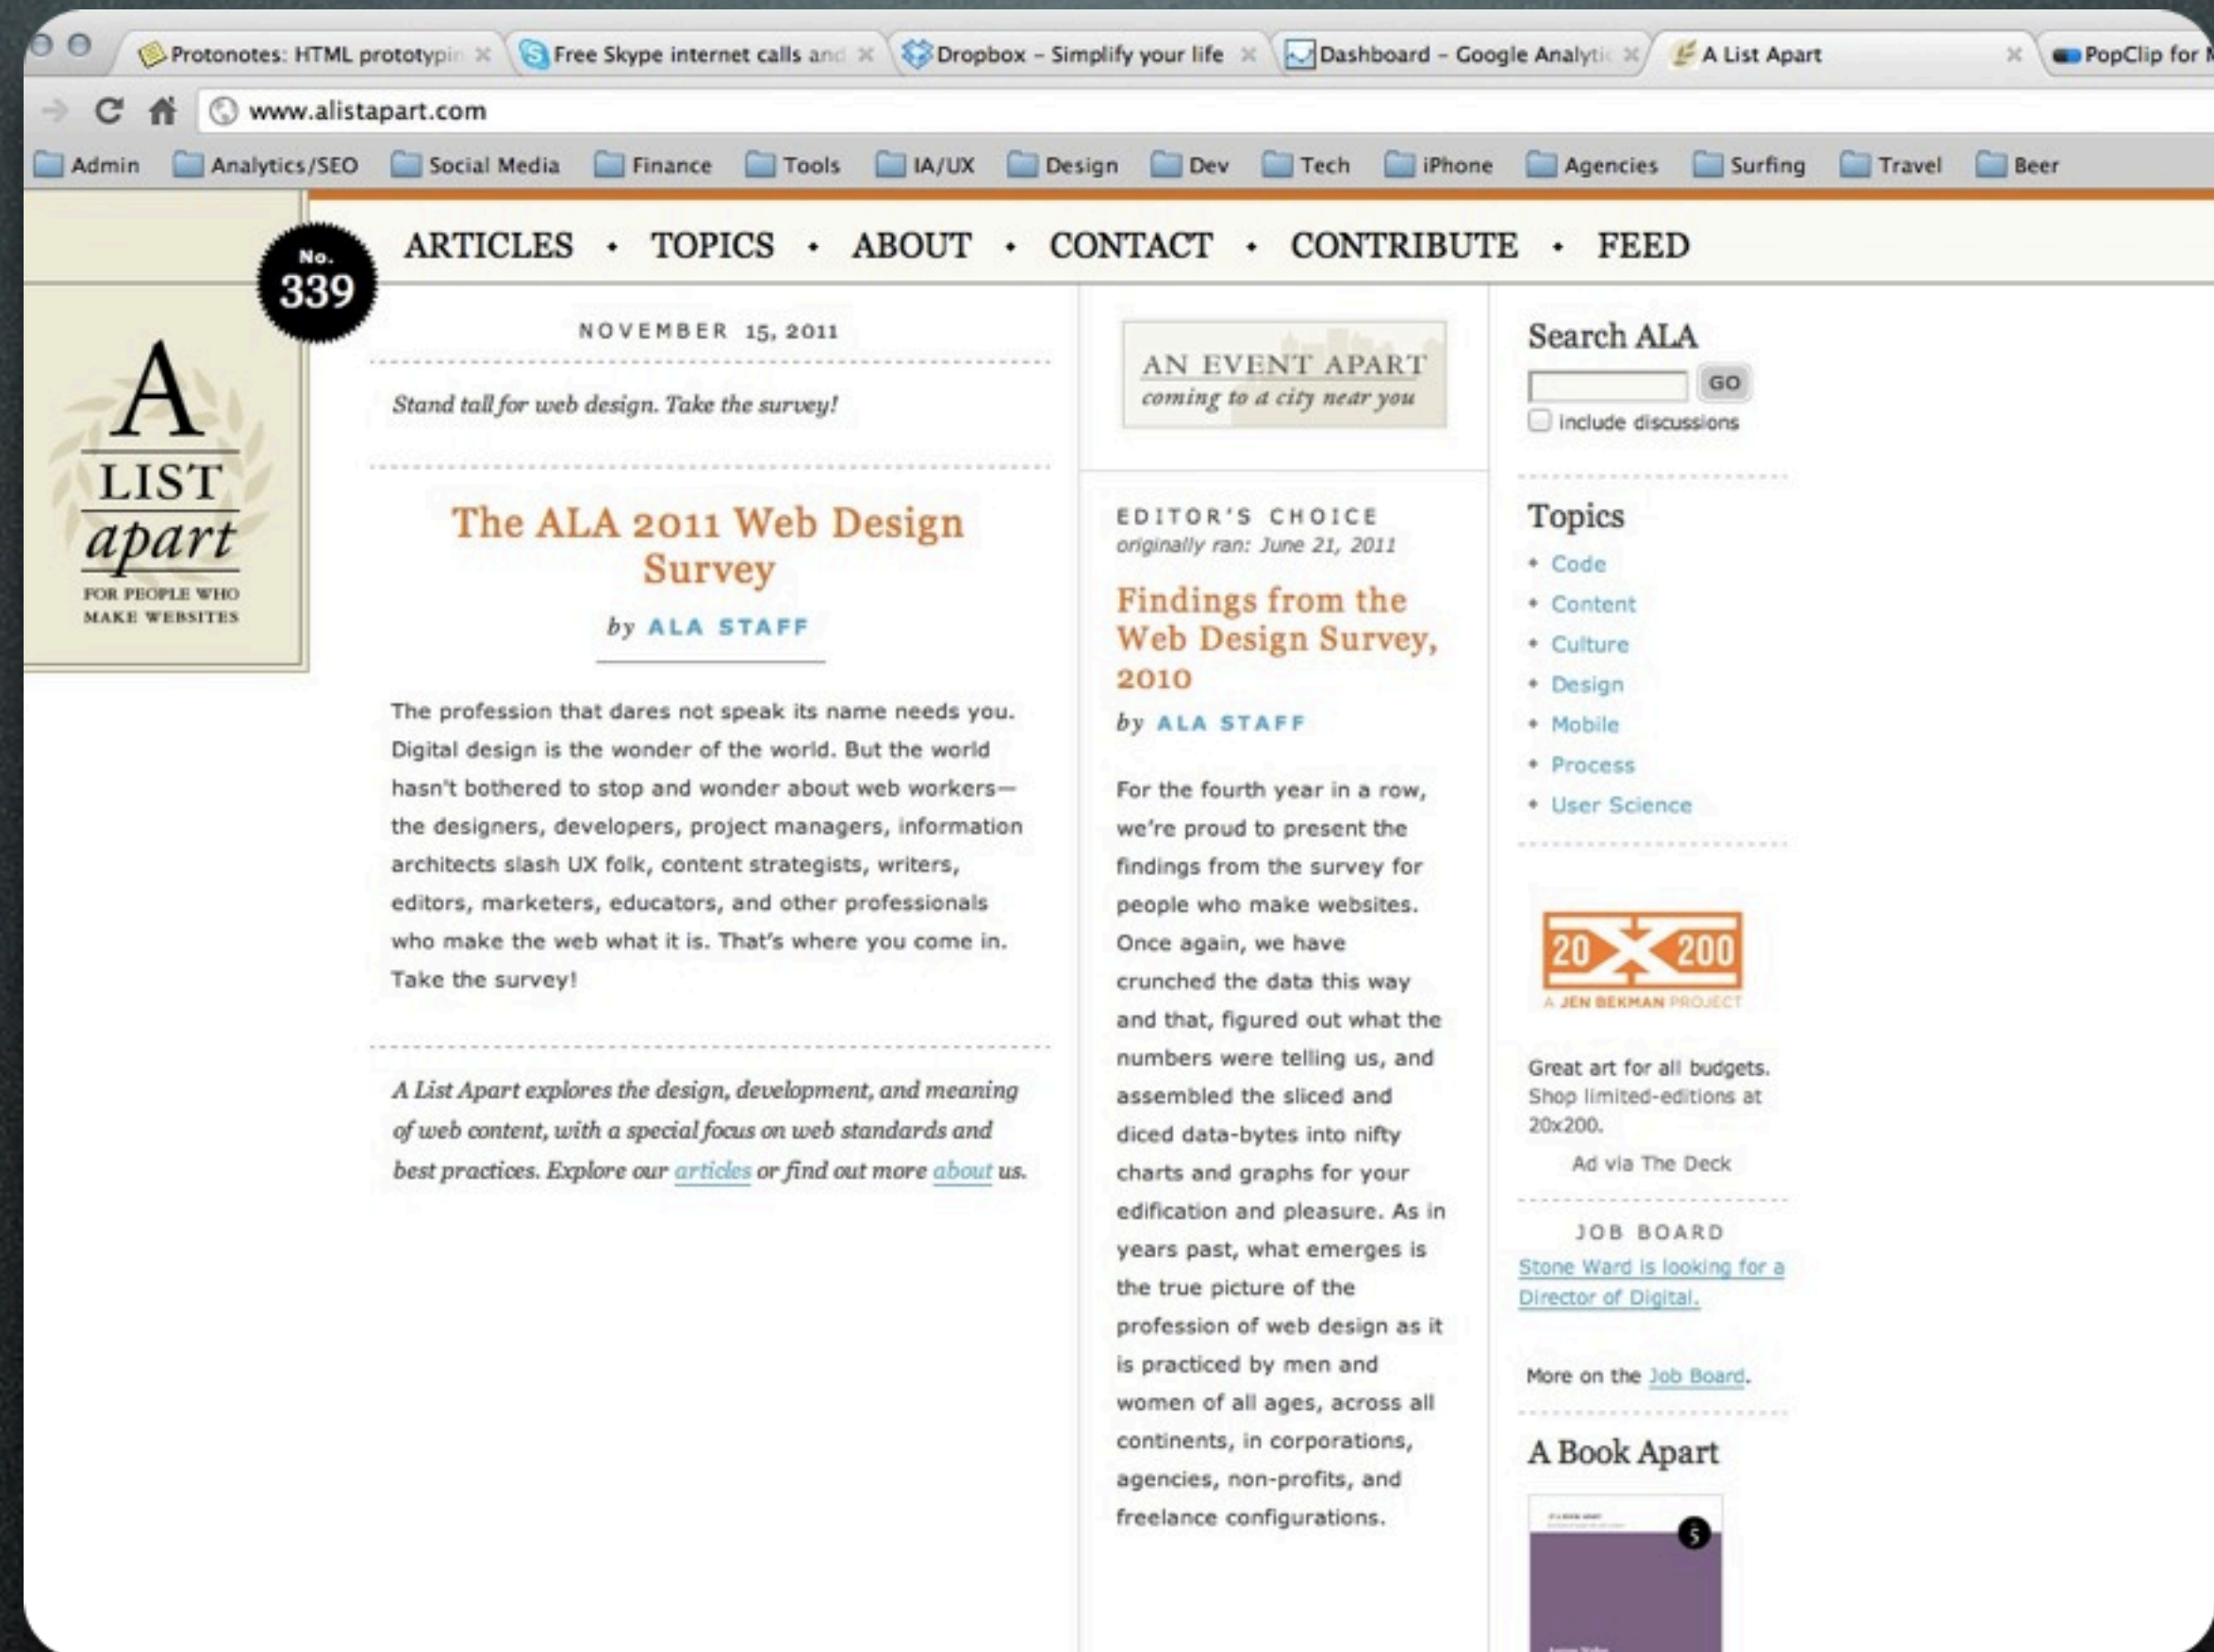 Protonotes: HTML prototypin
Free Skype internet calls and
Dropbox – Simplify your life
Dashboard – Google Analytic
A List Apart
PopClip for M
www.alistapart.com
Admin
Analytics/SEO
Social Media
Finance
Tools
IA/UX
Design
Dev
Tech
iPhone
Agencies
Surfing
Travel
Beer
No.
339
ARTICLES • TOPICS • ABOUT • CONTACT • CONTRIBUTE • FEED
A
LIST
apart
FOR PEOPLE WHO
MAKE WEBSITES
NOVEMBER 15, 2011
Stand tall for web design. Take the survey!
The ALA 2011 Web Design
Survey
by ALA STAFF
The profession that dares not speak its name needs you.
Digital design is the wonder of the world. But the world
hasn't bothered to stop and wonder about web workers—
the designers, developers, project managers, information
architects slash UX folk, content strategists, writers,
editors, marketers, educators, and other professionals
who make the web what it is. That's where you come in.
Take the survey!
A List Apart explores the design, development, and meaning
of web content, with a special focus on web standards and
best practices. Explore our articles or find out more about us.
AN EVENT APART
coming to a city near you
EDITOR'S CHOICE
originally ran: June 21, 2011
Findings from the
Web Design Survey,
2010
by ALA STAFF
For the fourth year in a row,
we're proud to present the
findings from the survey for
people who make websites.
Once again, we have
crunched the data this way
and that, figured out what the
numbers were telling us, and
assembled the sliced and
diced data-bytes into nifty
charts and graphs for your
edification and pleasure. As in
years past, what emerges is
the true picture of the
profession of web design as it
is practiced by men and
women of all ages, across all
continents, in corporations,
agencies, non-profits, and
freelance configurations.
Search ALA
GO
include discussions
Topics
• Code
• Content
• Culture
• Design
• Mobile
• Process
• User Science
20 X 200
A JEN BEKMAN PROJECT
Great art for all budgets.
Shop limited-editions at
20x200.
Ad via The Deck
JOB BOARD
Stone Ward is looking for a
Director of Digital.
More on the Job Board.
A Book Apart
5